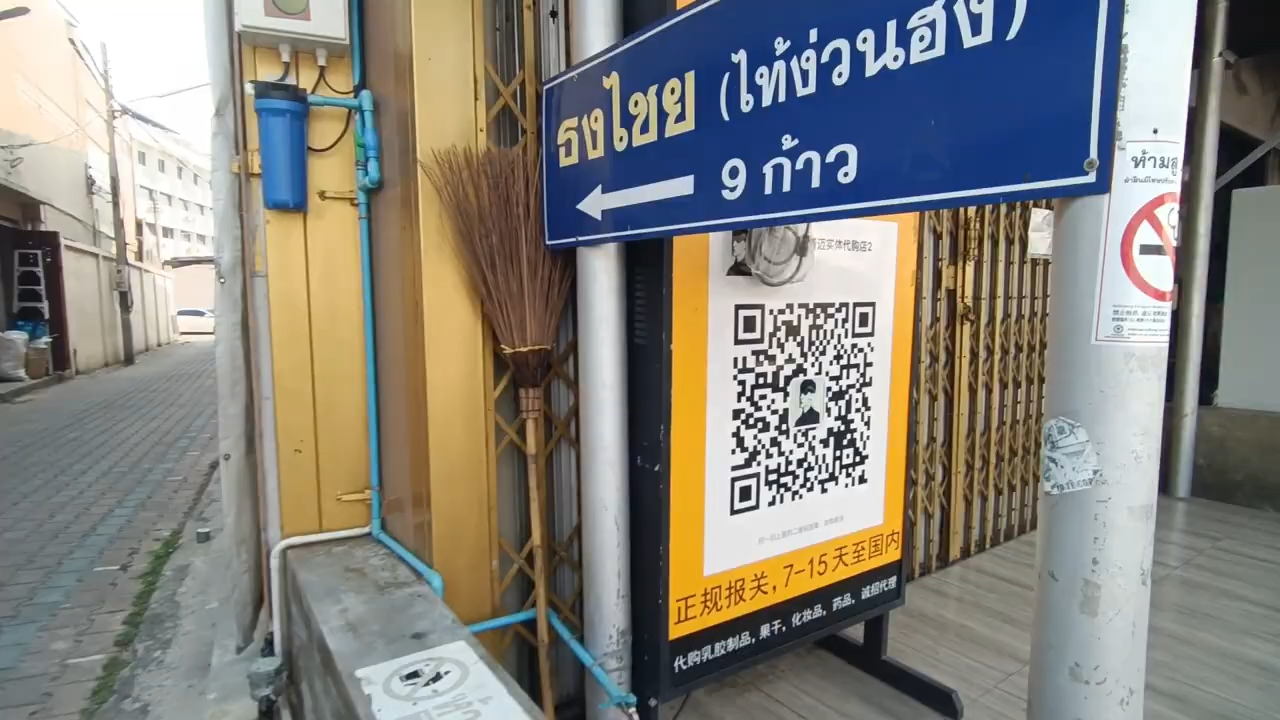 ธงไชย (ไท้ง่วนฮง)
9 ก้าว
迈实体代购店2
正规报关，7-15天至国内
代购乳胶制品，果干，化妆品，药品，诚招代理
ห้ามสู